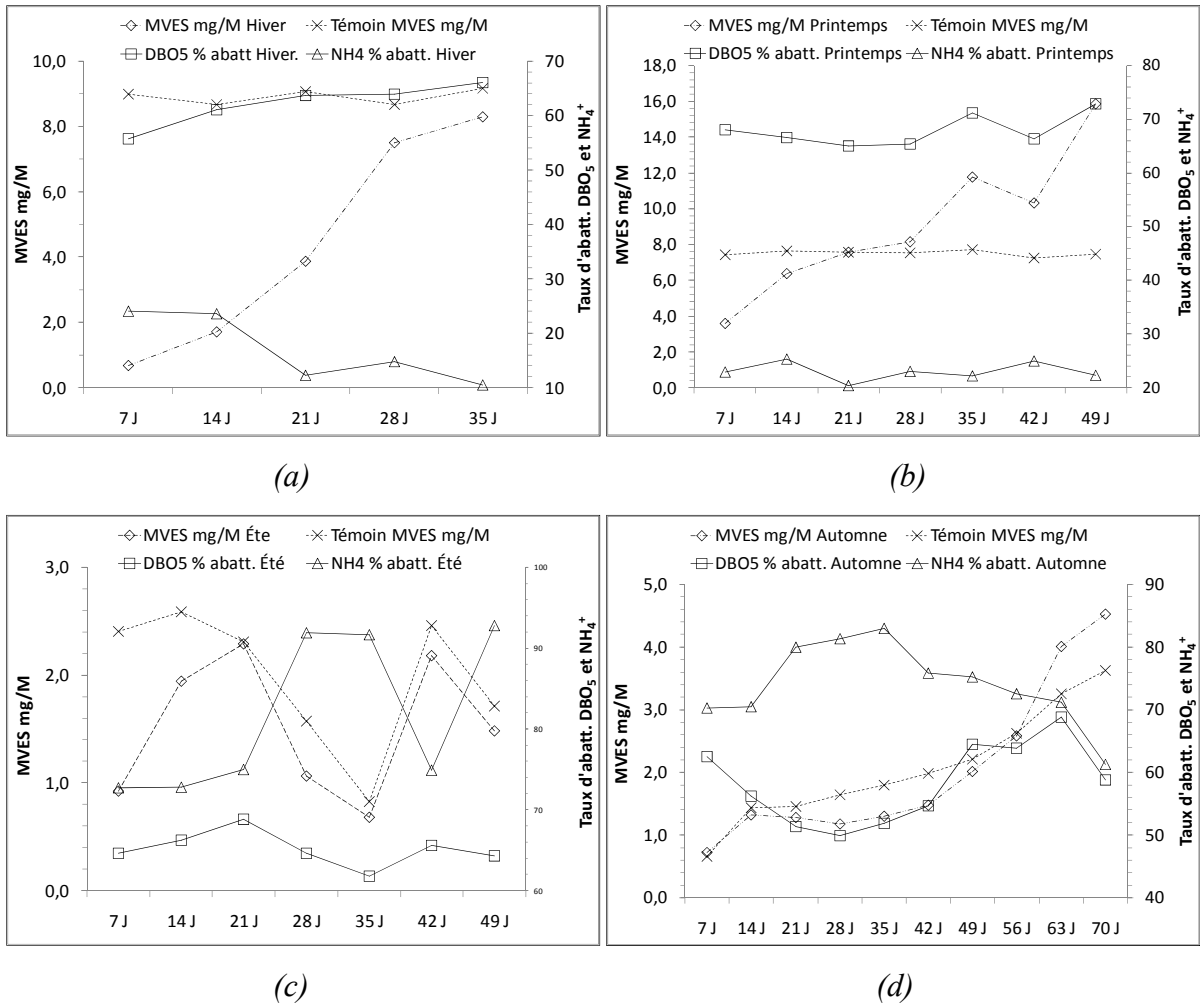 MVES mg/M Hiver Témoin MVES mg/M
DBO5 % abatt Hiver. NH4 % abatt. Hiver
MVES mg/M
10,0
8,0
6,0
4,0
2,0
0,0
70
60
50
40
30
20
10
Taux d'abatt. DBO5 et NH4+
7 J 14 J 21 J 28 J 35 J
(a)
MVES mg/M Printemps Témoin MVES mg/M
DBO5 % abatt. Printemps NH4 % abatt. Printemps
MVES mg/M
18,0
16,0
14,0
12,0
10,0
8,0
6,0
4,0
2,0
0,0
80
70
60
50
40
30
20
Taux d'abatt. DBO5 et NH4+
7 J 14 J 21 J 28 J 35 J 42 J 49 J
(b)
MVES mg/M Éte Témoin MVES mg/M
DBO5 % abatt. Été NH4 % abatt. Été
MVES mg/M
3,0
2,0
1,0
0,0
100
90
80
70
60
Taux d'abatt. DBO5 et NH4+
7 J 14 J 21 J 28 J 35 J 42 J 49 J
(c)
MVES mg/M Automne Témoin MVES mg/M
DBO5 % abatt. Automne NH4 % abatt. Automne
MVES mg/M
5,0
4,0
3,0
2,0
1,0
0,0
90
80
70
60
50
40
Taux d'abatt. DBO5 et NH4+
7 J 14 J 21 J 28 J 35 J 42 J 49 J 56 J 63 J 70 J
(d)